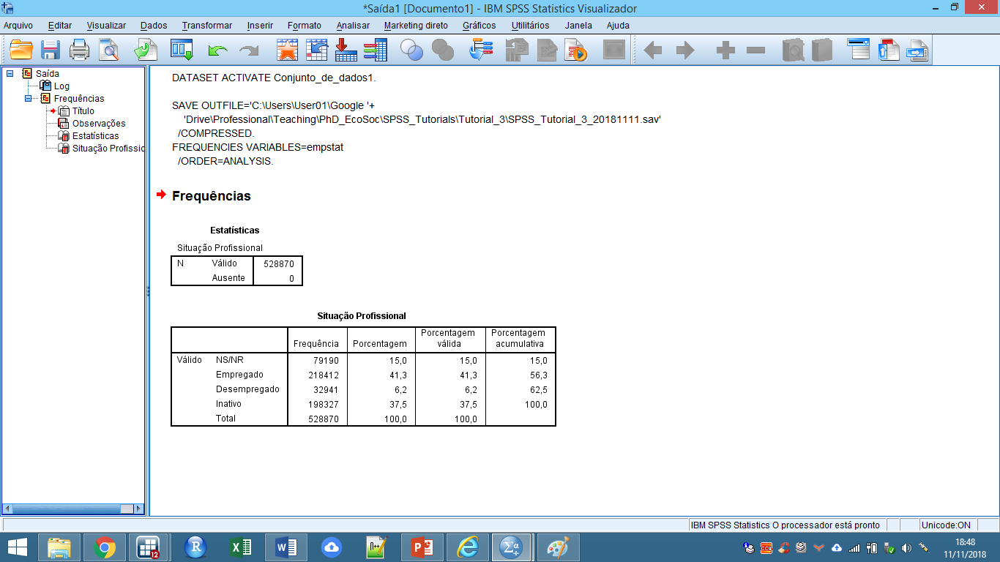 *Saída1 [Documento1] - IBM SPSS Statistics Visualizador
Arquivo Editar Visualizar Dados Transformar Inserir Formato Analisar Marketing direto Gráficos Utilitários Janela Ajuda
Saída
Log
Frequências
Título
Observações
Estatísticas
Situação Profissio
DATASET ACTIVATE Conjunto_de_dados1.
SAVE OUTFILE='C:\Users\User01\Google '+
'Drive\Professional\Teaching\PhD_EcoSoc\SPSS_Tutorials\Tutorial_3\SPSS_Tutorial_3_20181111.sav'
/COMPRESSED.
FREQUENCIES VARIABLES=empstat
/ORDER=ANALYSIS.
Frequências
Estatísticas
Situação Profissional
N Válido 528870
Ausente 0
Situação Profissional
Frequência Porcentagem Porcentagem válida Porcentagem acumulativa
Válido NS/NR 79190 15,0 15,0 15,0
Empregado 218412 41,3 41,3 56,3
Desempregado 32941 6,2 6,2 62,5
Inativo 198327 37,5 37,5 100,0
Total 528870 100,0 100,0
IBM SPSS Statistics O processador está pronto Unicode:ON
12
18:48
11/11/2018